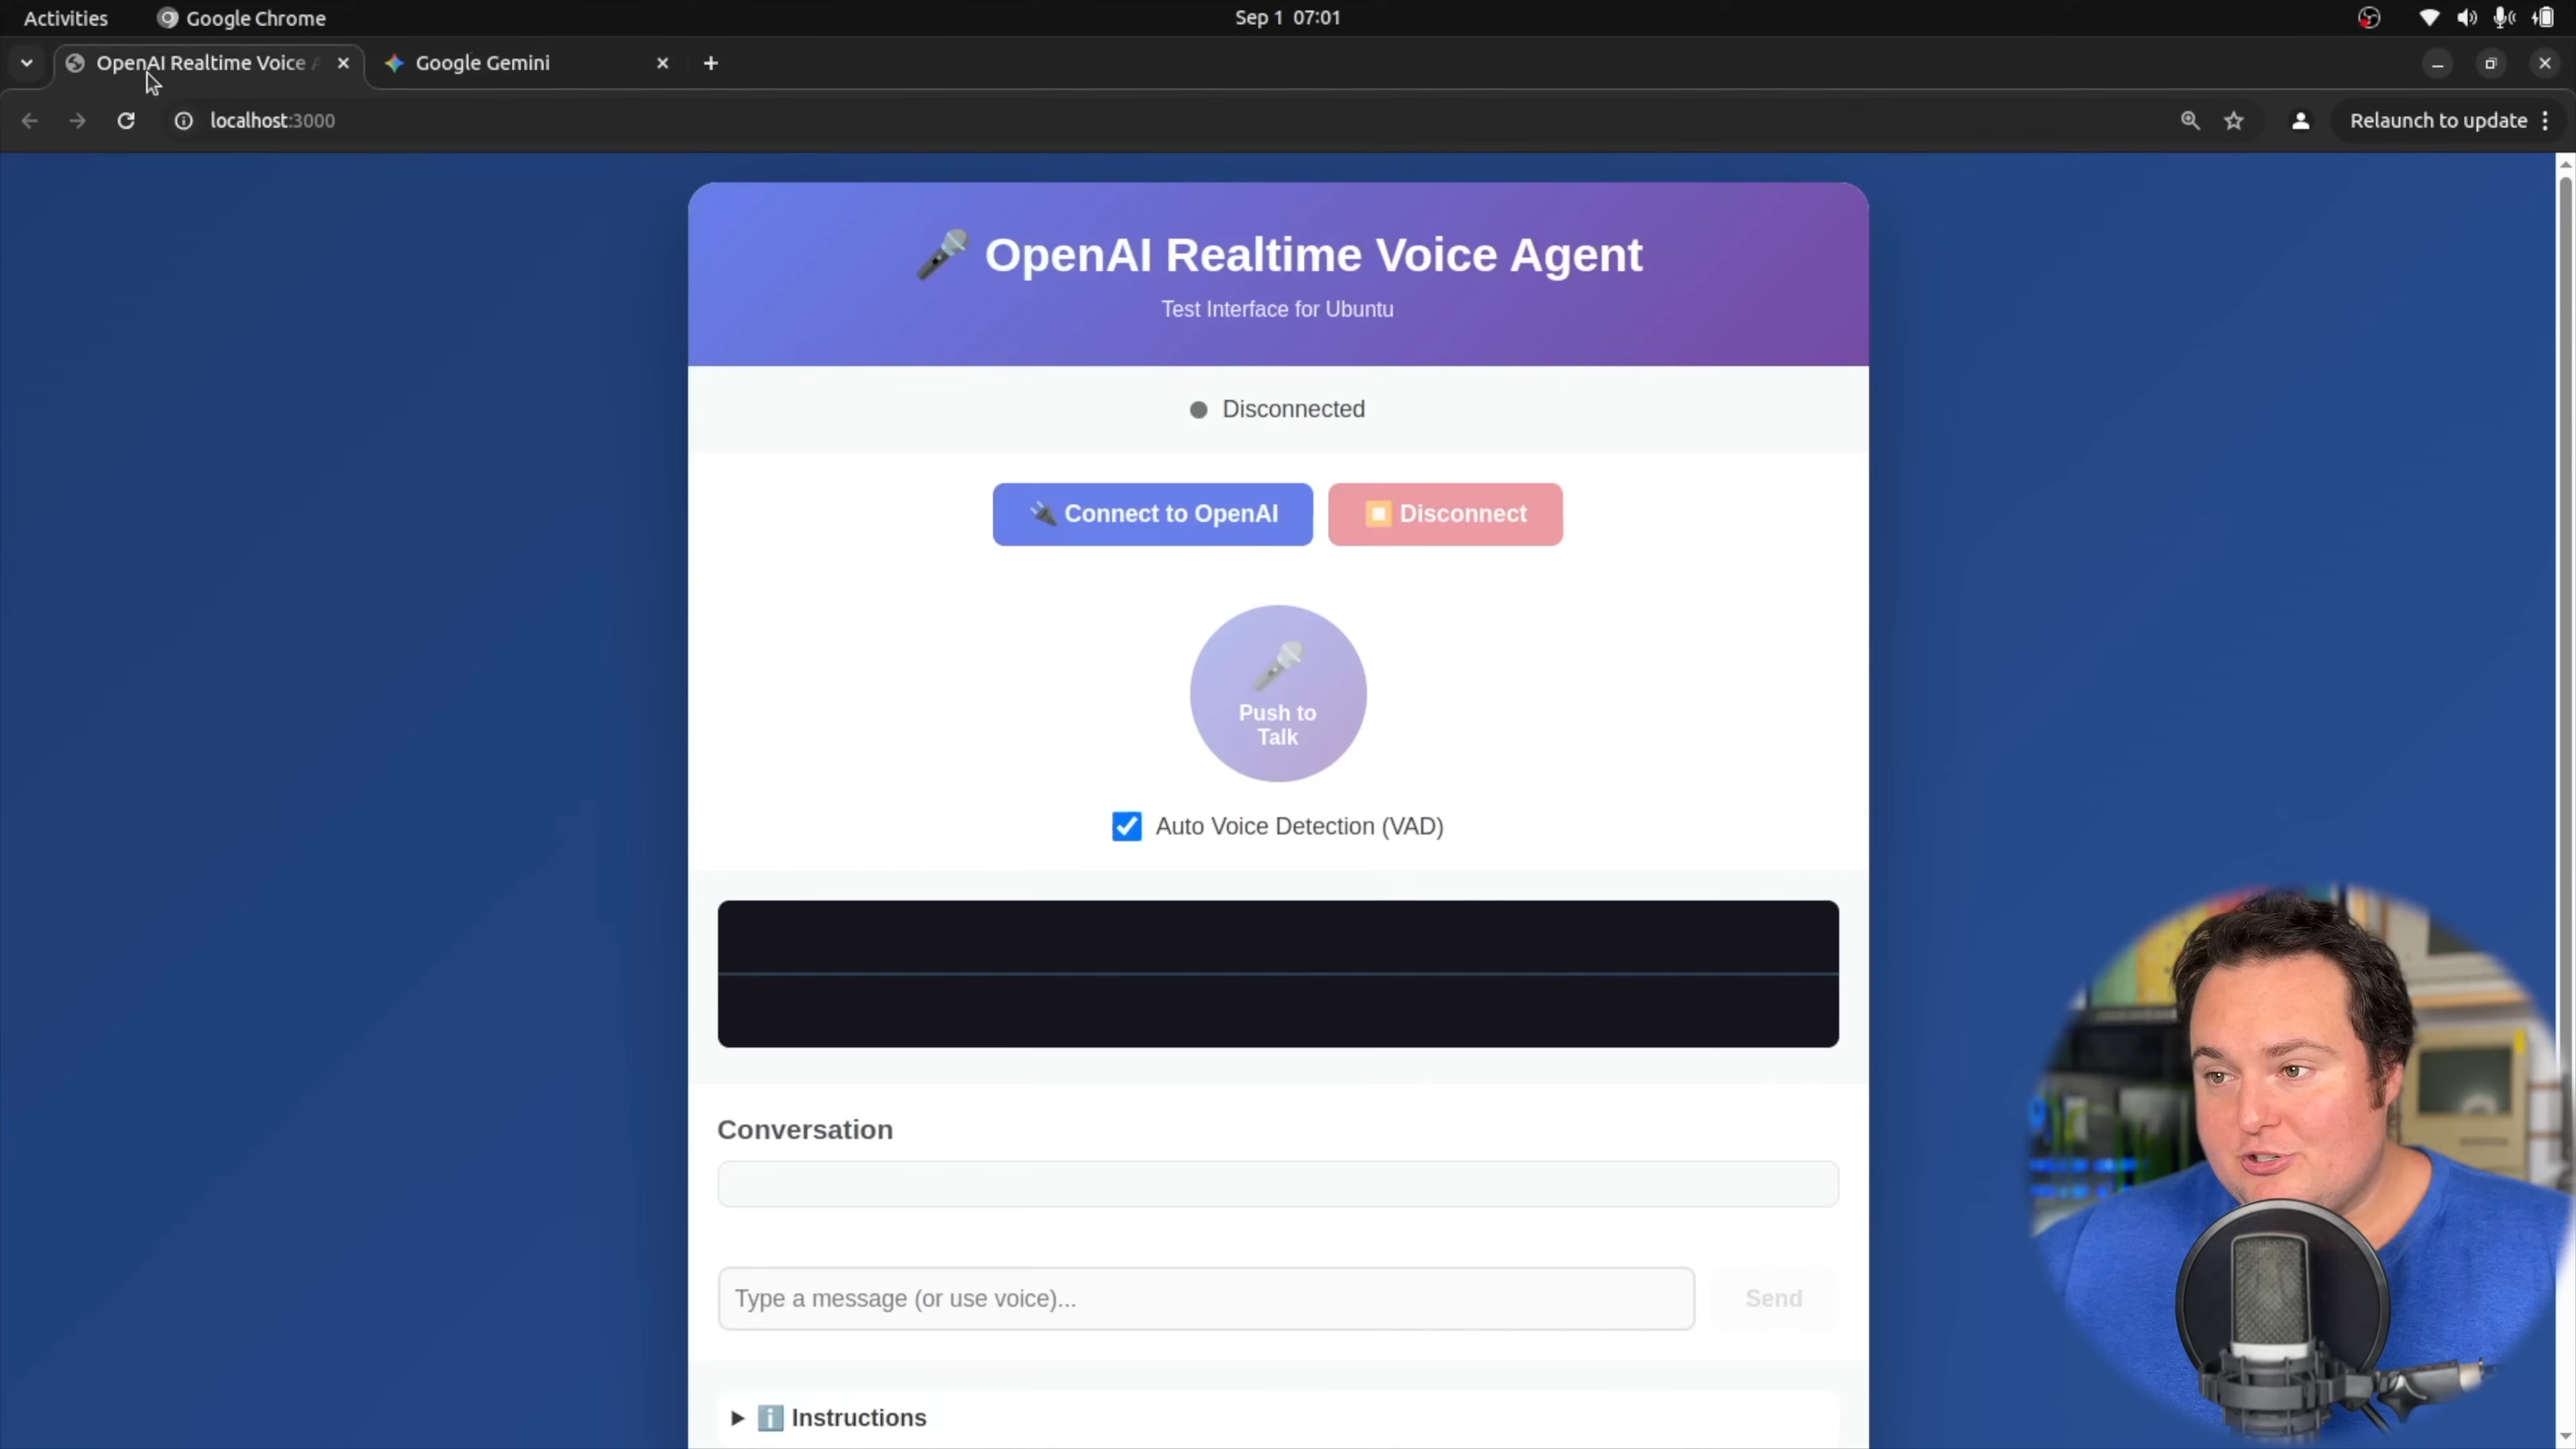 Activities
Google Chrome
Sep 1 07:01
OpenAI Realtime Voice
Google Gemini
localhost:3000
Relaunch to update
OpenAI Realtime Voice Agent
Test Interface for Ubuntu
Disconnected
Connect to OpenAI
Disconnect
Push to
Talk
Auto Voice Detection (VAD)
Conversation
Type a message (or use voice)...
Send
Instructions